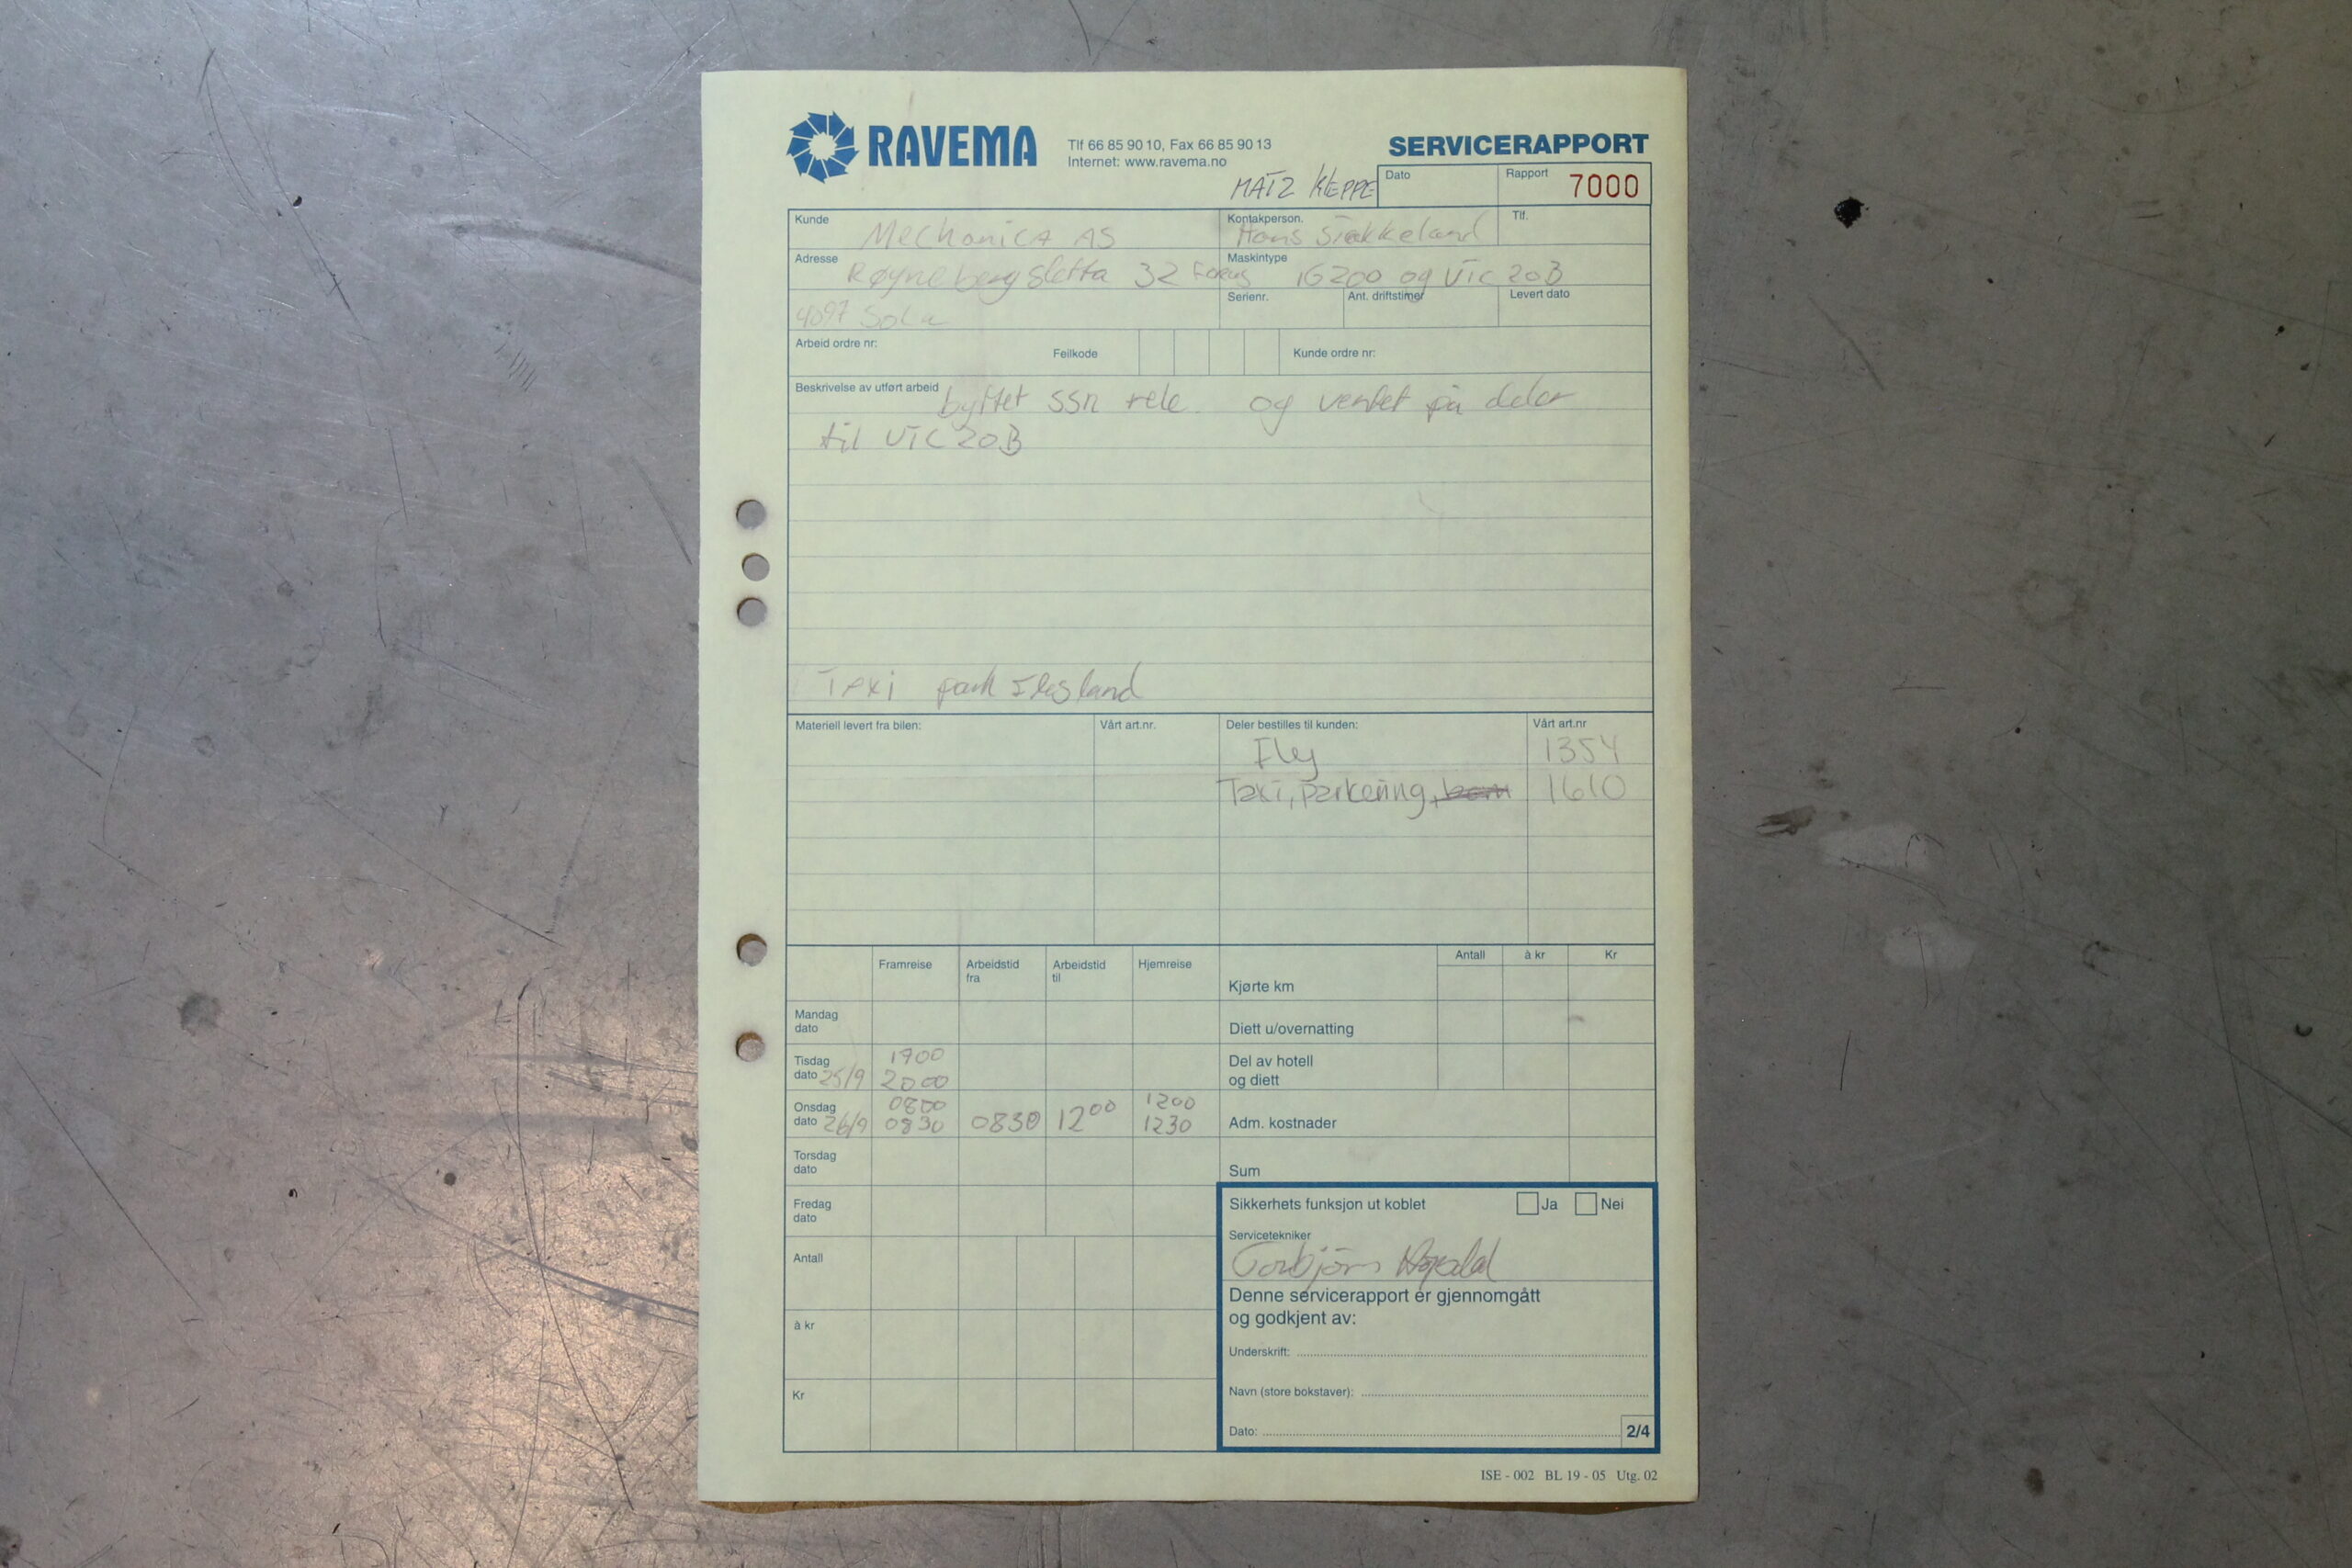 RAVEMA
Tlf 66 85 90 10, Fax 66 85 90 13
Internet: www.ravema.no
SERVICERAPPORT
MATZ KLEPPE
Dato
Rapport 7000
Kunde Mechanica AS
Kontakperson. Hans
Tlf.
Adresse Røynebergsletta 32 Forus
Maskintype IG200 og VTC 20B
4097 Sola
Serienr.
Ant. driftstimer
Levert dato
Arbeid ordre nr:
Feilkode
Kunde ordre nr:
Beskrivelse av utført arbeid byttet SSR rele og ventet på deler
til VTC 20B
Taxi park
Materiell levert fra bilen:
Vårt art.nr.
Deler bestilles til kunden:
Vårt art.nr
Fly 1354
Taxi, parkering, 1610
Framreise
Arbeidstid fra
Arbeidstid til
Hjemreise
Antall
à kr
Kr
Kjørte km
Mandag
dato
Diett u/overnatting
Tisdag 1900
dato 25/9 2000
Del av hotell
og diett
Onsdag 0800 1200
dato 26/9 0830 0830 12⁰⁰ 1230
Adm. kostnader
Torsdag
dato
Sum
Fredag
dato
Sikkerhets funksjon ut koblet Ja Nei
Servicetekniker
Antall
Denne servicerapport er gjennomgått
og godkjent av:
à kr
Underskrift:
Kr
Navn (store bokstaver):
Dato:
2/4
ISE - 002 BL 19 - 05 Utg. 02